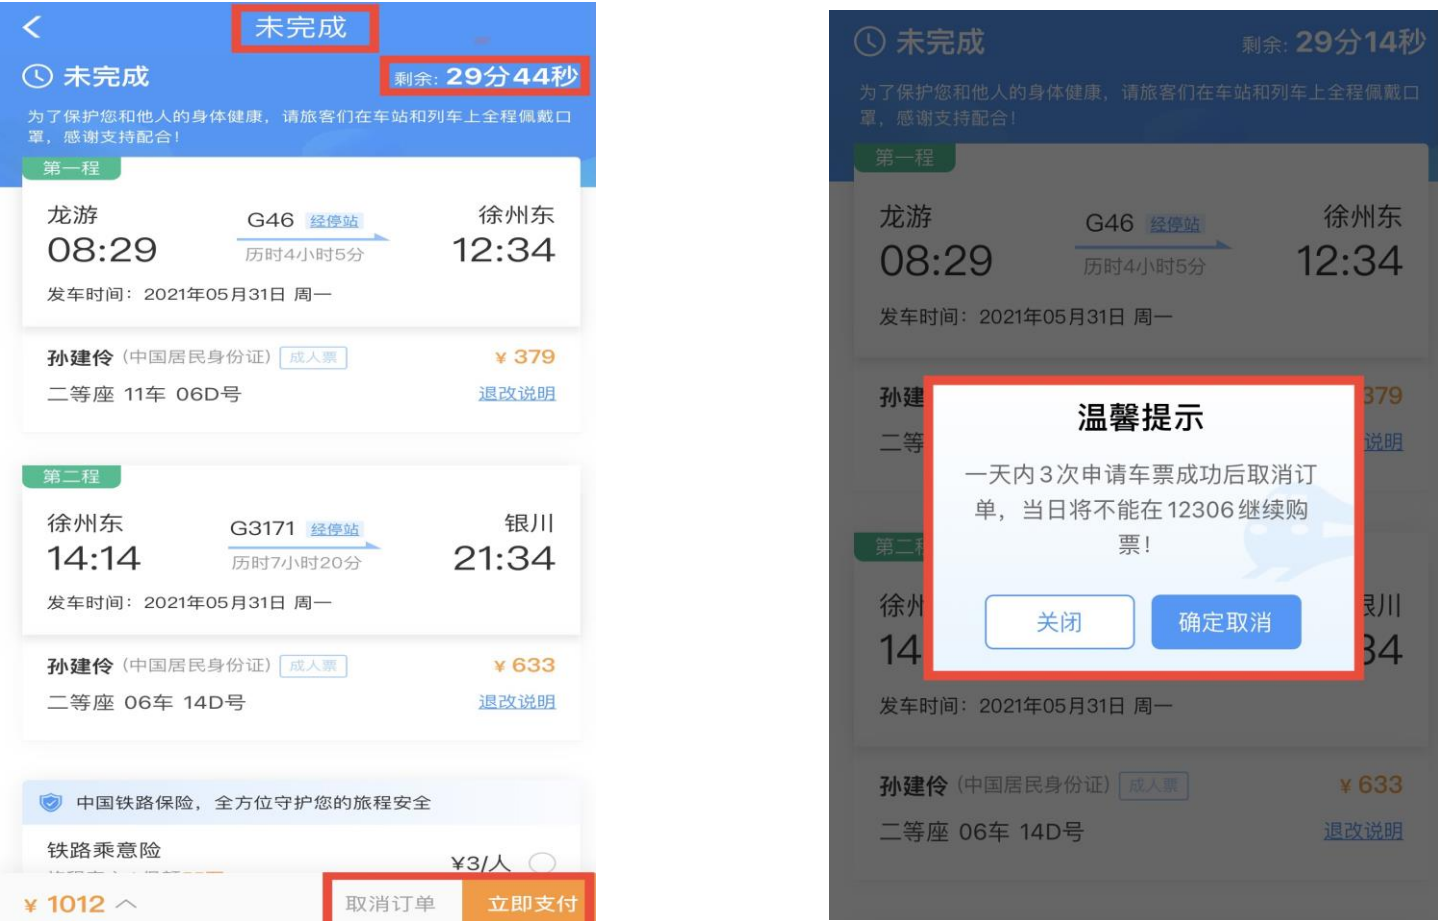 未完成
未完成
剩余: 29分44秒
为了保护您和他人的身体健康，请旅客们在车站和列车上全程佩戴口
罩，感谢支持配合！
第一程
龙游 G46 经停站 徐州东
08:29 历时4小时5分 12:34
发车时间：2021年05月31日 周一
孙建伶 (中国居民身份证) 成人票 ¥ 379
二等座 11车 06D号 退改说明
第二程
徐州东 G3171 经停站 银川
14:14 历时7小时20分 21:34
发车时间：2021年05月31日 周一
孙建伶 (中国居民身份证) 成人票 ¥ 633
二等座 06车 14D号 退改说明
中国铁路保险，全方位守护您的旅程安全
铁路乘意险 ¥3/人
¥ 1012 取消订单 立即支付
未完成 剩余: 29分14秒
为了保护您和他人的身体健康，请旅客们在车站和列车上全程佩戴口
罩，感谢支持配合！
第一程
龙游 G46 经停站 徐州东
08:29 历时4小时5分 12:34
发车时间：2021年05月31日 周一
孙建 379
二等 说明
温馨提示
一天内3次申请车票成功后取消订
单，当日将不能在12306继续购
票！
关闭 确定取消
第二
徐州 银川
14 34
发车时间：2021年05月31日 周一
孙建伶 (中国居民身份证) 成人票 ¥ 633
二等座 06车 14D号 退改说明